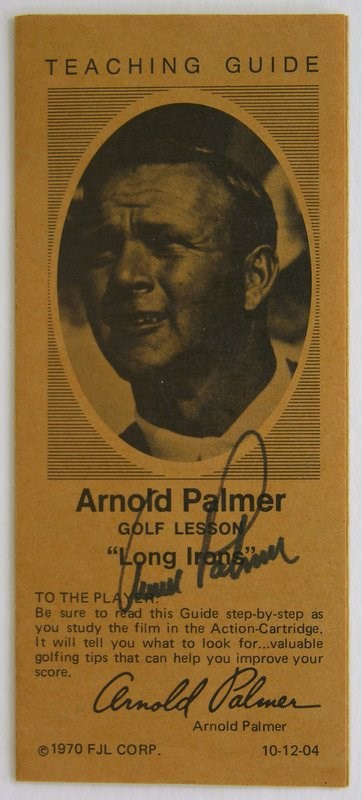 TEACHING GUIDE
Arnold Palmer
GOLF LESSON
"Long Irons"
Arnold Palmer
TO THE PLAYER:
Be sure to read this Guide step-by-step as
you study the film in the Action-Cartridge.
It will tell you what to look for...valuable
golfing tips that can help you improve your
score.
Arnold Palmer
Arnold Palmer
©1970 FJL CORP. 10-12-04